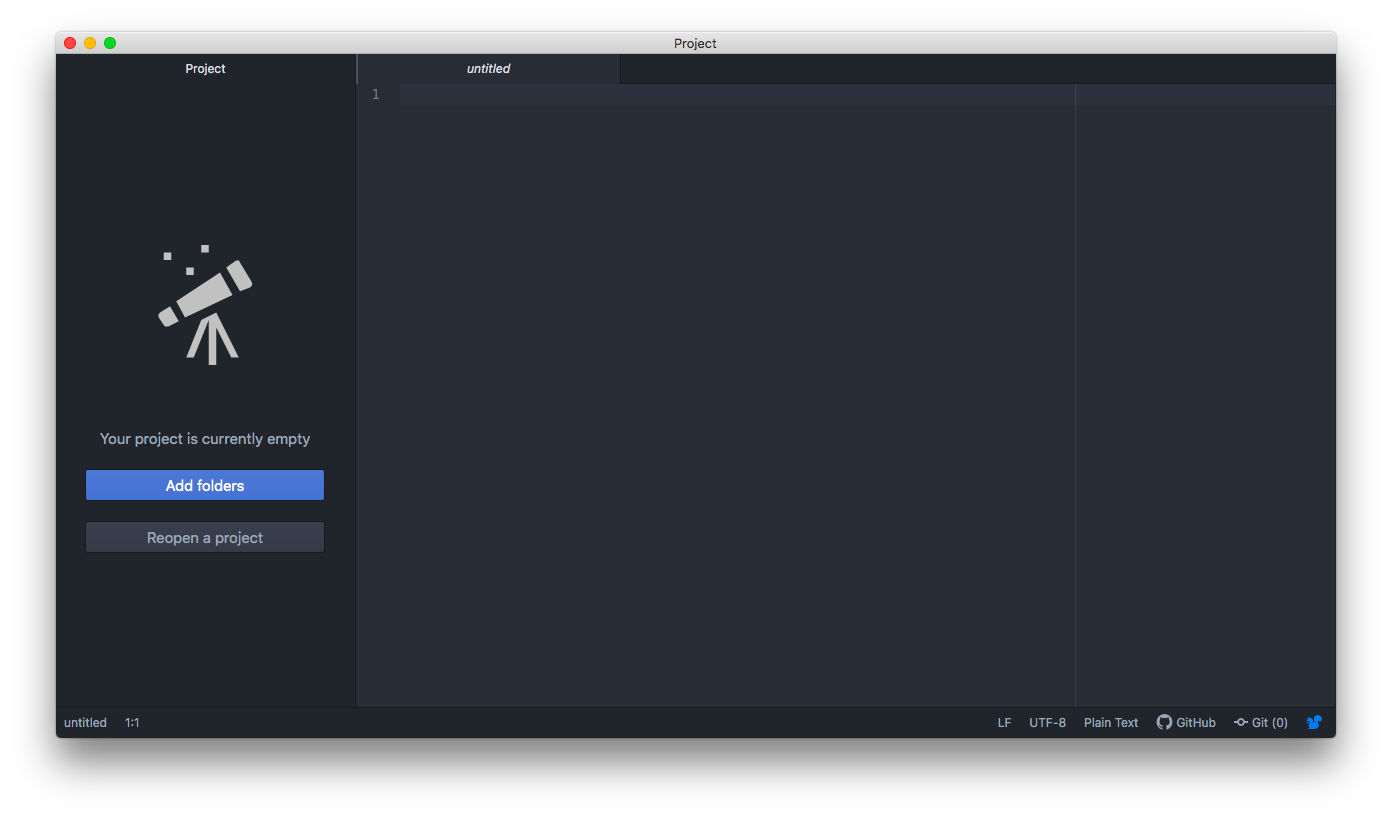 Project
Project
untitled
1
Your project is currently empty
Add folders
Reopen a project
untitled 1:1 LF UTF-8 Plain Text GitHub Git (0)